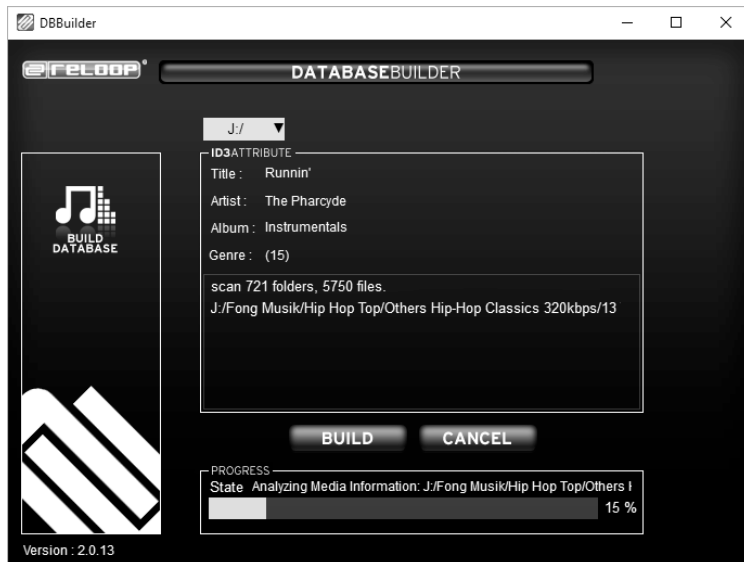 DBBuilder
reloop®
DATABASEBUILDER
J:/
ID3ATTRIBUTE
Title : Runnin'
Artist : The Pharcyde
Album : Instrumentals
Genre : (15)
BUILD
DATABASE
scan 721 folders, 5750 files.
J:/Fong Musik/Hip Hop Top/Others Hip-Hop Classics 320kbps/13
BUILD CANCEL
PROGRESS
State Analyzing Media Information: J:/Fong Musik/Hip Hop Top/Others
15 %
Version : 2.0.13